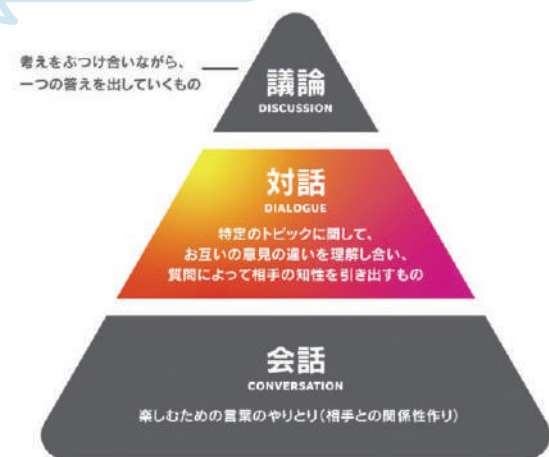 考えをぶつけ合いながら、
一つの答えを出していくもの
議論
DISCUSSION
対話
DIALOGUE
特定のトピックに関して、
お互いの意見の違いを理解し合い、
質問によって相手の知性を引き出すもの
会話
CONVERSATION
楽しむための言葉のやりとり（相手との関係性作り）